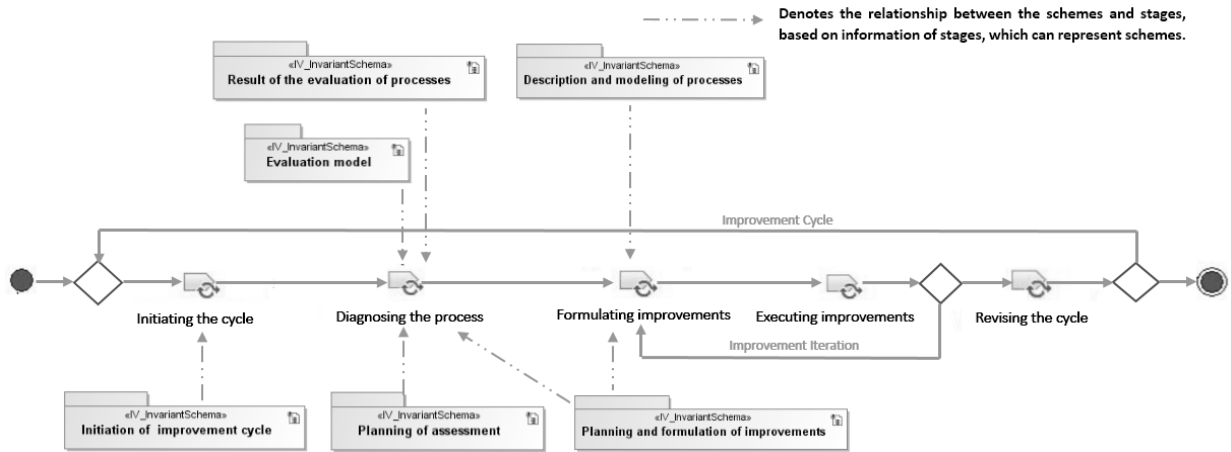 Denotes the relationship between the schemes and stages,
based on information of stages, which can represent schemes.
«IV_InvariantSchema»
Result of the evaluation of processes
«IV_InvariantSchema»
Description and modeling of processes
«IV_InvariantSchema»
Evaluation model
Improvement Cycle
Initiating the cycle
Diagnosing the process
Formulating improvements
Executing improvements
Revising the cycle
Improvement Iteration
«IV_InvariantSchema»
Initiation of improvement cycle
«IV_InvariantSchema»
Planning of assessment
«IV_InvariantSchema»
Planning and formulation of improvements